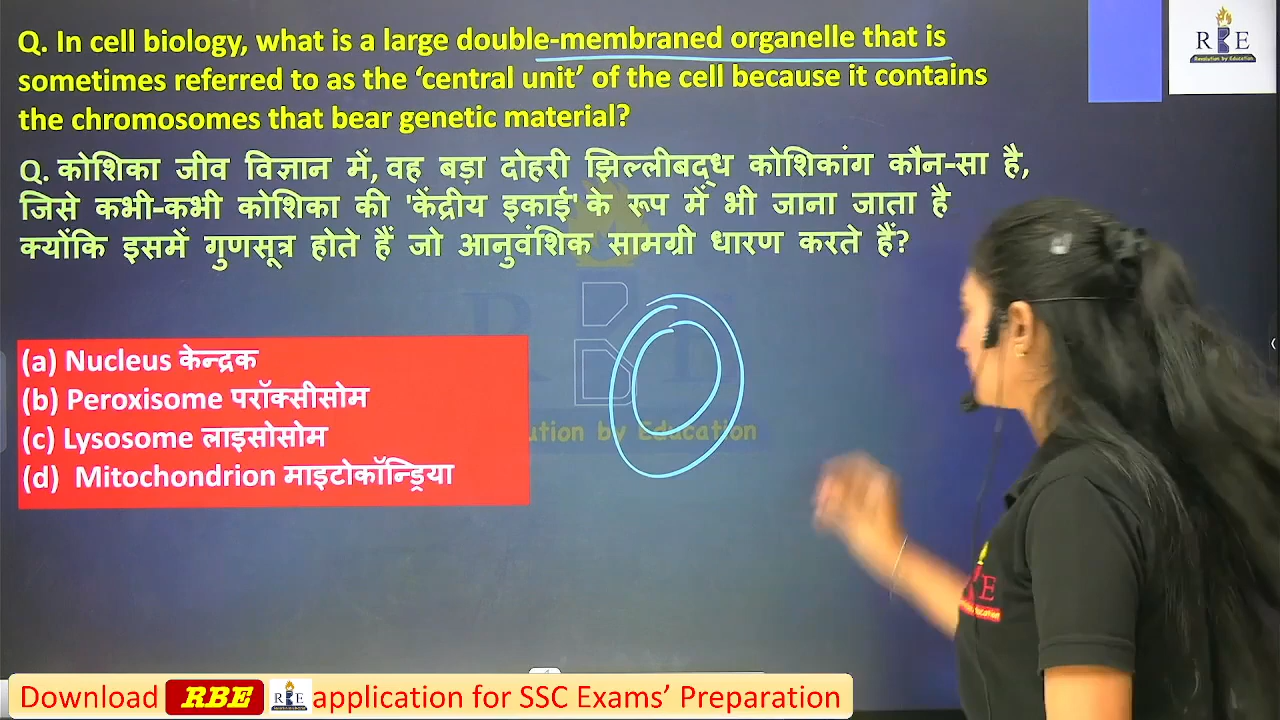 Q. In cell biology, what is a large double-membraned organelle that is
sometimes referred to as the ‘central unit’ of the cell because it contains
the chromosomes that bear genetic material?
Q. कोशिका जीव विज्ञान में, वह बड़ा दोहरी झिल्लीबद्ध कोशिकांग कौन-सा है,
जिसे कभी-कभी कोशिका की 'केंद्रीय इकाई' के रूप में भी जाना जाता है
क्योंकि इसमें गुणसूत्र होते हैं जो आनुवंशिक सामग्री धारण करते हैं?
(a) Nucleus केन्द्रक
(b) Peroxisome परॉक्सीसोम
(c) Lysosome लाइसोसोम
(d) Mitochondrion माइटोकॉन्ड्रिया
R E
Resolution by Education
R B E
ution by Education
E
Download RBE application for SSC Exams’ Preparation